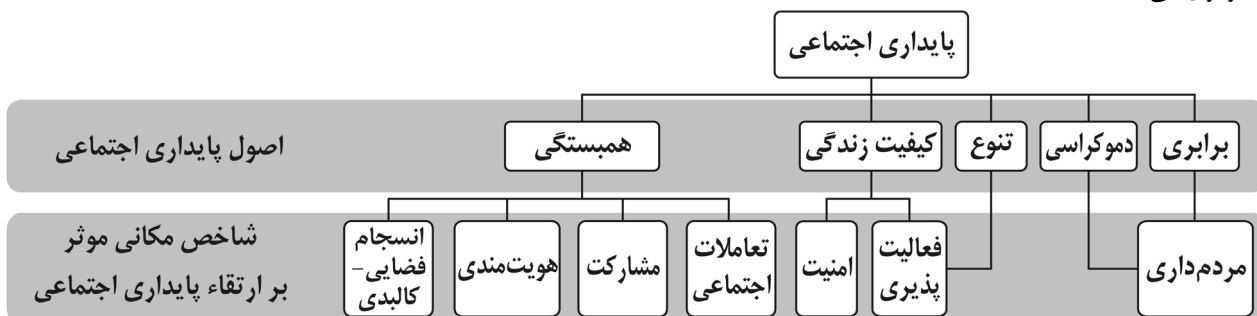 پایداری اجتماعی
اصول پایداری اجتماعی
برابری
دموکراسی
تنوع
کیفیت زندگی
همبستگی
شاخص مکانی موثر
بر ارتقاء پایداری اجتماعی
مردم‌داری
فعالیت
پذیری
امنیت
تعاملات
اجتماعی
مشارکت
هویت‌مندی
انسجام
فضایی-
کالبدی